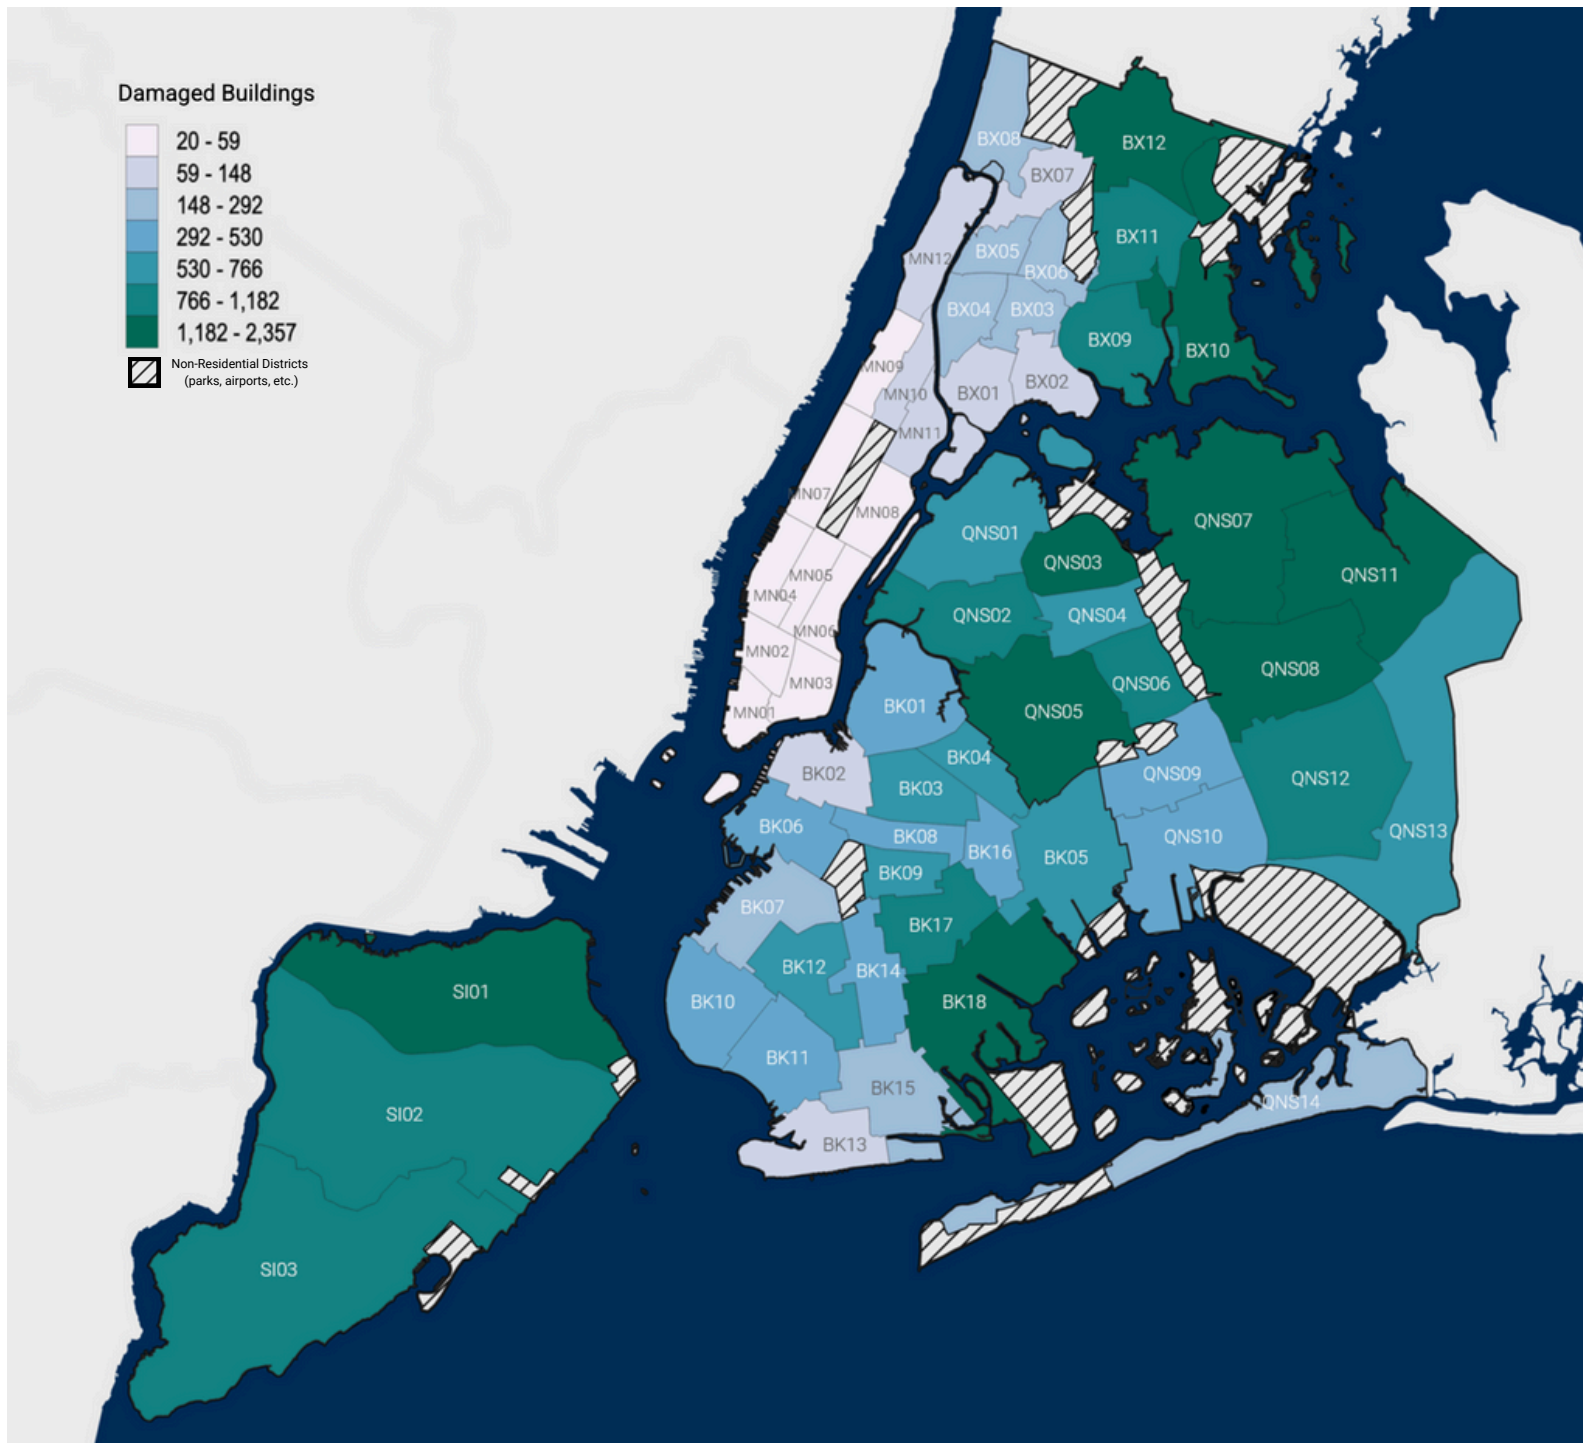 Damaged Buildings
20 - 59
59 - 148
148 - 292
292 - 530
530 - 766
766 - 1,182
1,182 - 2,357
Non-Residential Districts
(parks, airports, etc.)
BX08
BX12
BX07
BX11
BX05
MN12
BX06
BX04
BX03
BX09
BX10
MN09
BX02
MN10
BX01
MN11
MN07
MN08
QNS07
QNS01
QNS03
MN05
QNS11
MN04
QNS02
QNS04
MN06
MN02
QNS08
MN03
QNS06
BK01
MN01
QNS05
BK04
BK02
QNS09
QNS12
BK03
BK06
BK08
QNS10
QNS13
BK16
BK05
BK09
BK07
BK17
BK12
BK14
SI01
BK10
BK18
BK11
BK15
QNS14
SI02
BK13
SI03